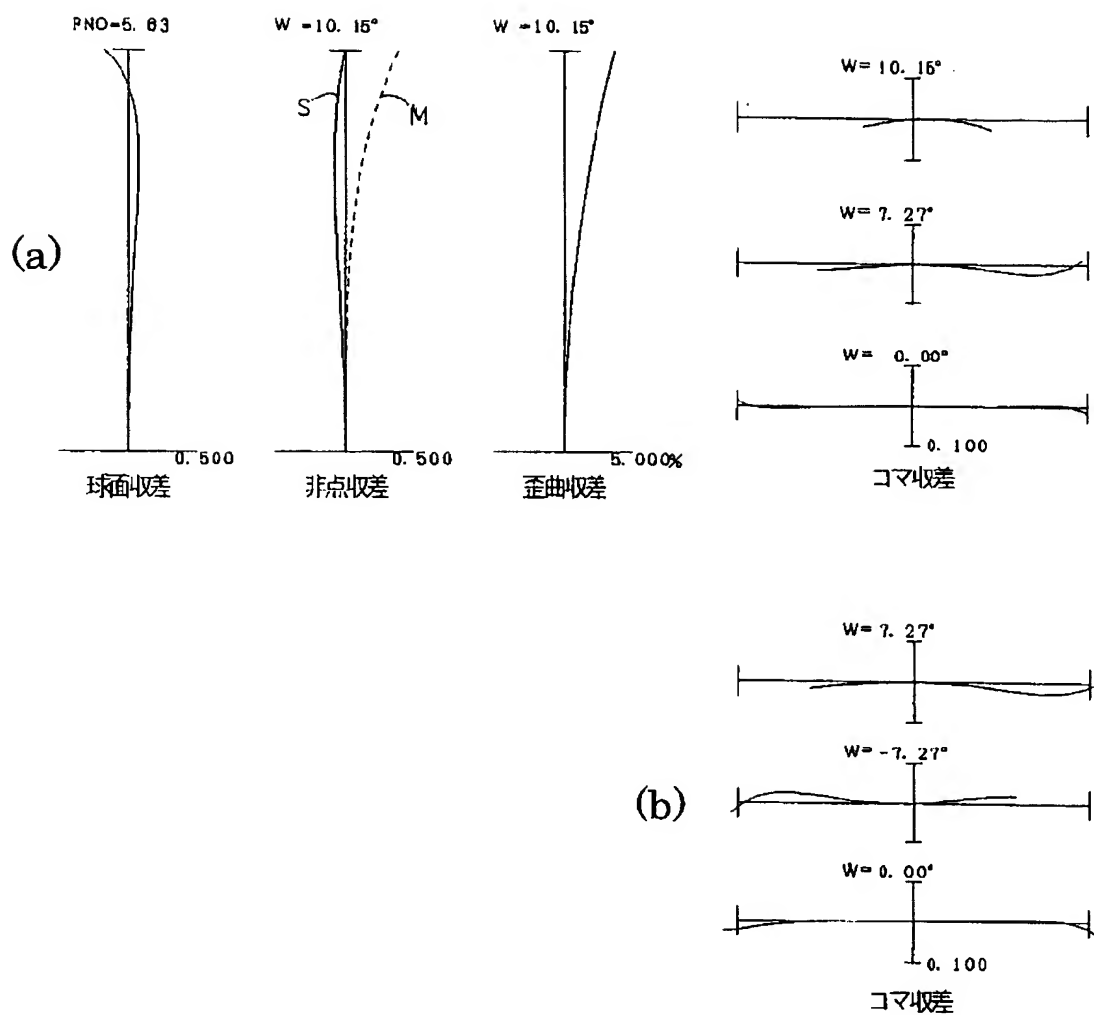 FNO=5.63
W=10.15°
W=10.15°
S
M
(a)
0.500
0.500
5.000%
球面収差
非点収差
歪曲収差
W=10.15°
W=7.27°
W= 0.00°
0.100
コマ収差
(b)
W=7.27°
W=-7.27°
W=0.00°
0.100
コマ収差